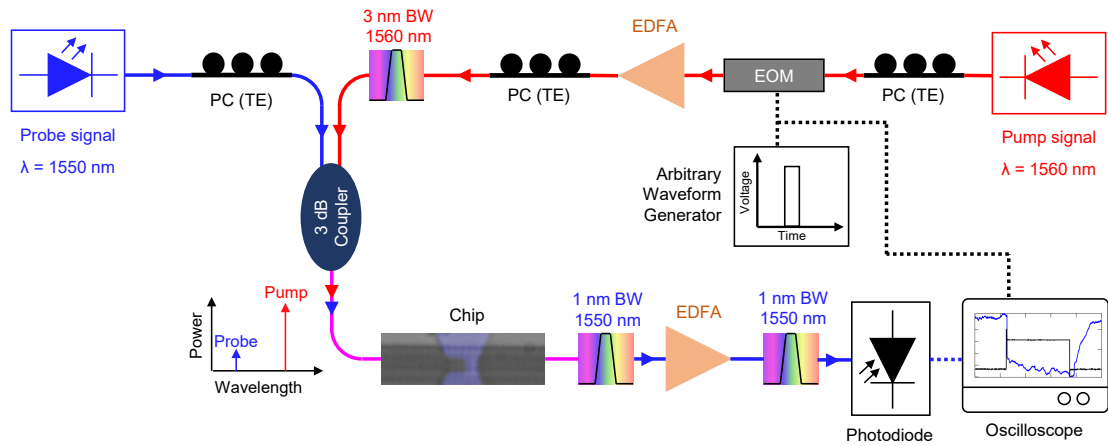 3 nm BW
1560 nm
EDFA
EOM
PC (TE)
PC (TE)
PC (TE)
Probe signal
λ = 1550 nm
Pump signal
λ = 1560 nm
Arbitrary
Waveform
Generator
Voltage
Time
3 dB
Coupler
Power
Probe
Pump
Wavelength
Chip
1 nm BW
1550 nm
EDFA
1 nm BW
1550 nm
Photodiode
Oscilloscope